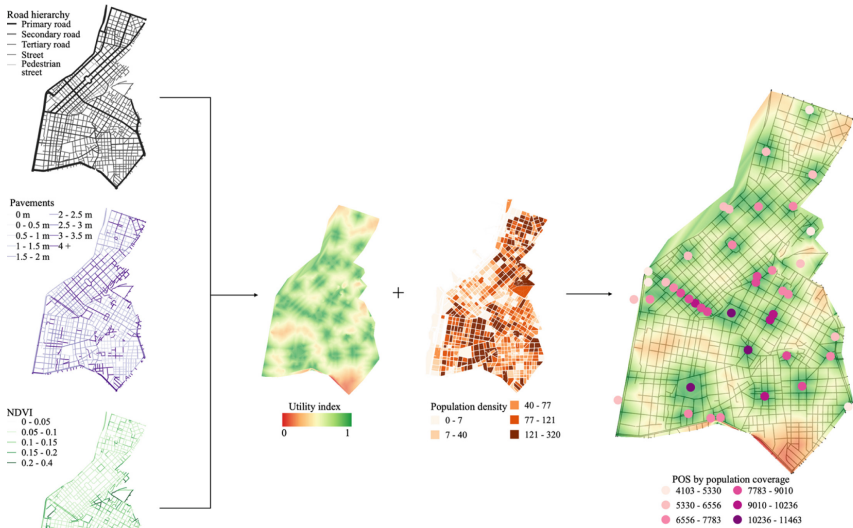 Road hierarchy
Primary road
Secondary road
Tertiary road
Street
Pedestrian
street
Pavements
0 m
0 - 0.5 m
0.5 - 1 m
1 - 1.5 m
1.5 - 2 m
2 - 2.5 m
2.5 - 3 m
3 - 3.5 m
4 +
NDVI
0 - 0.05
0.05 - 0.1
0.1 - 0.15
0.15 - 0.2
0.2 - 0.4
Utility index
0 1
+
Population density
0 - 7
7 - 40
40 - 77
77 - 121
121 - 320
POS by population coverage
4103 - 5330
5330 - 6556
6556 - 7783
7783 - 9010
9010 - 10236
10236 - 11463